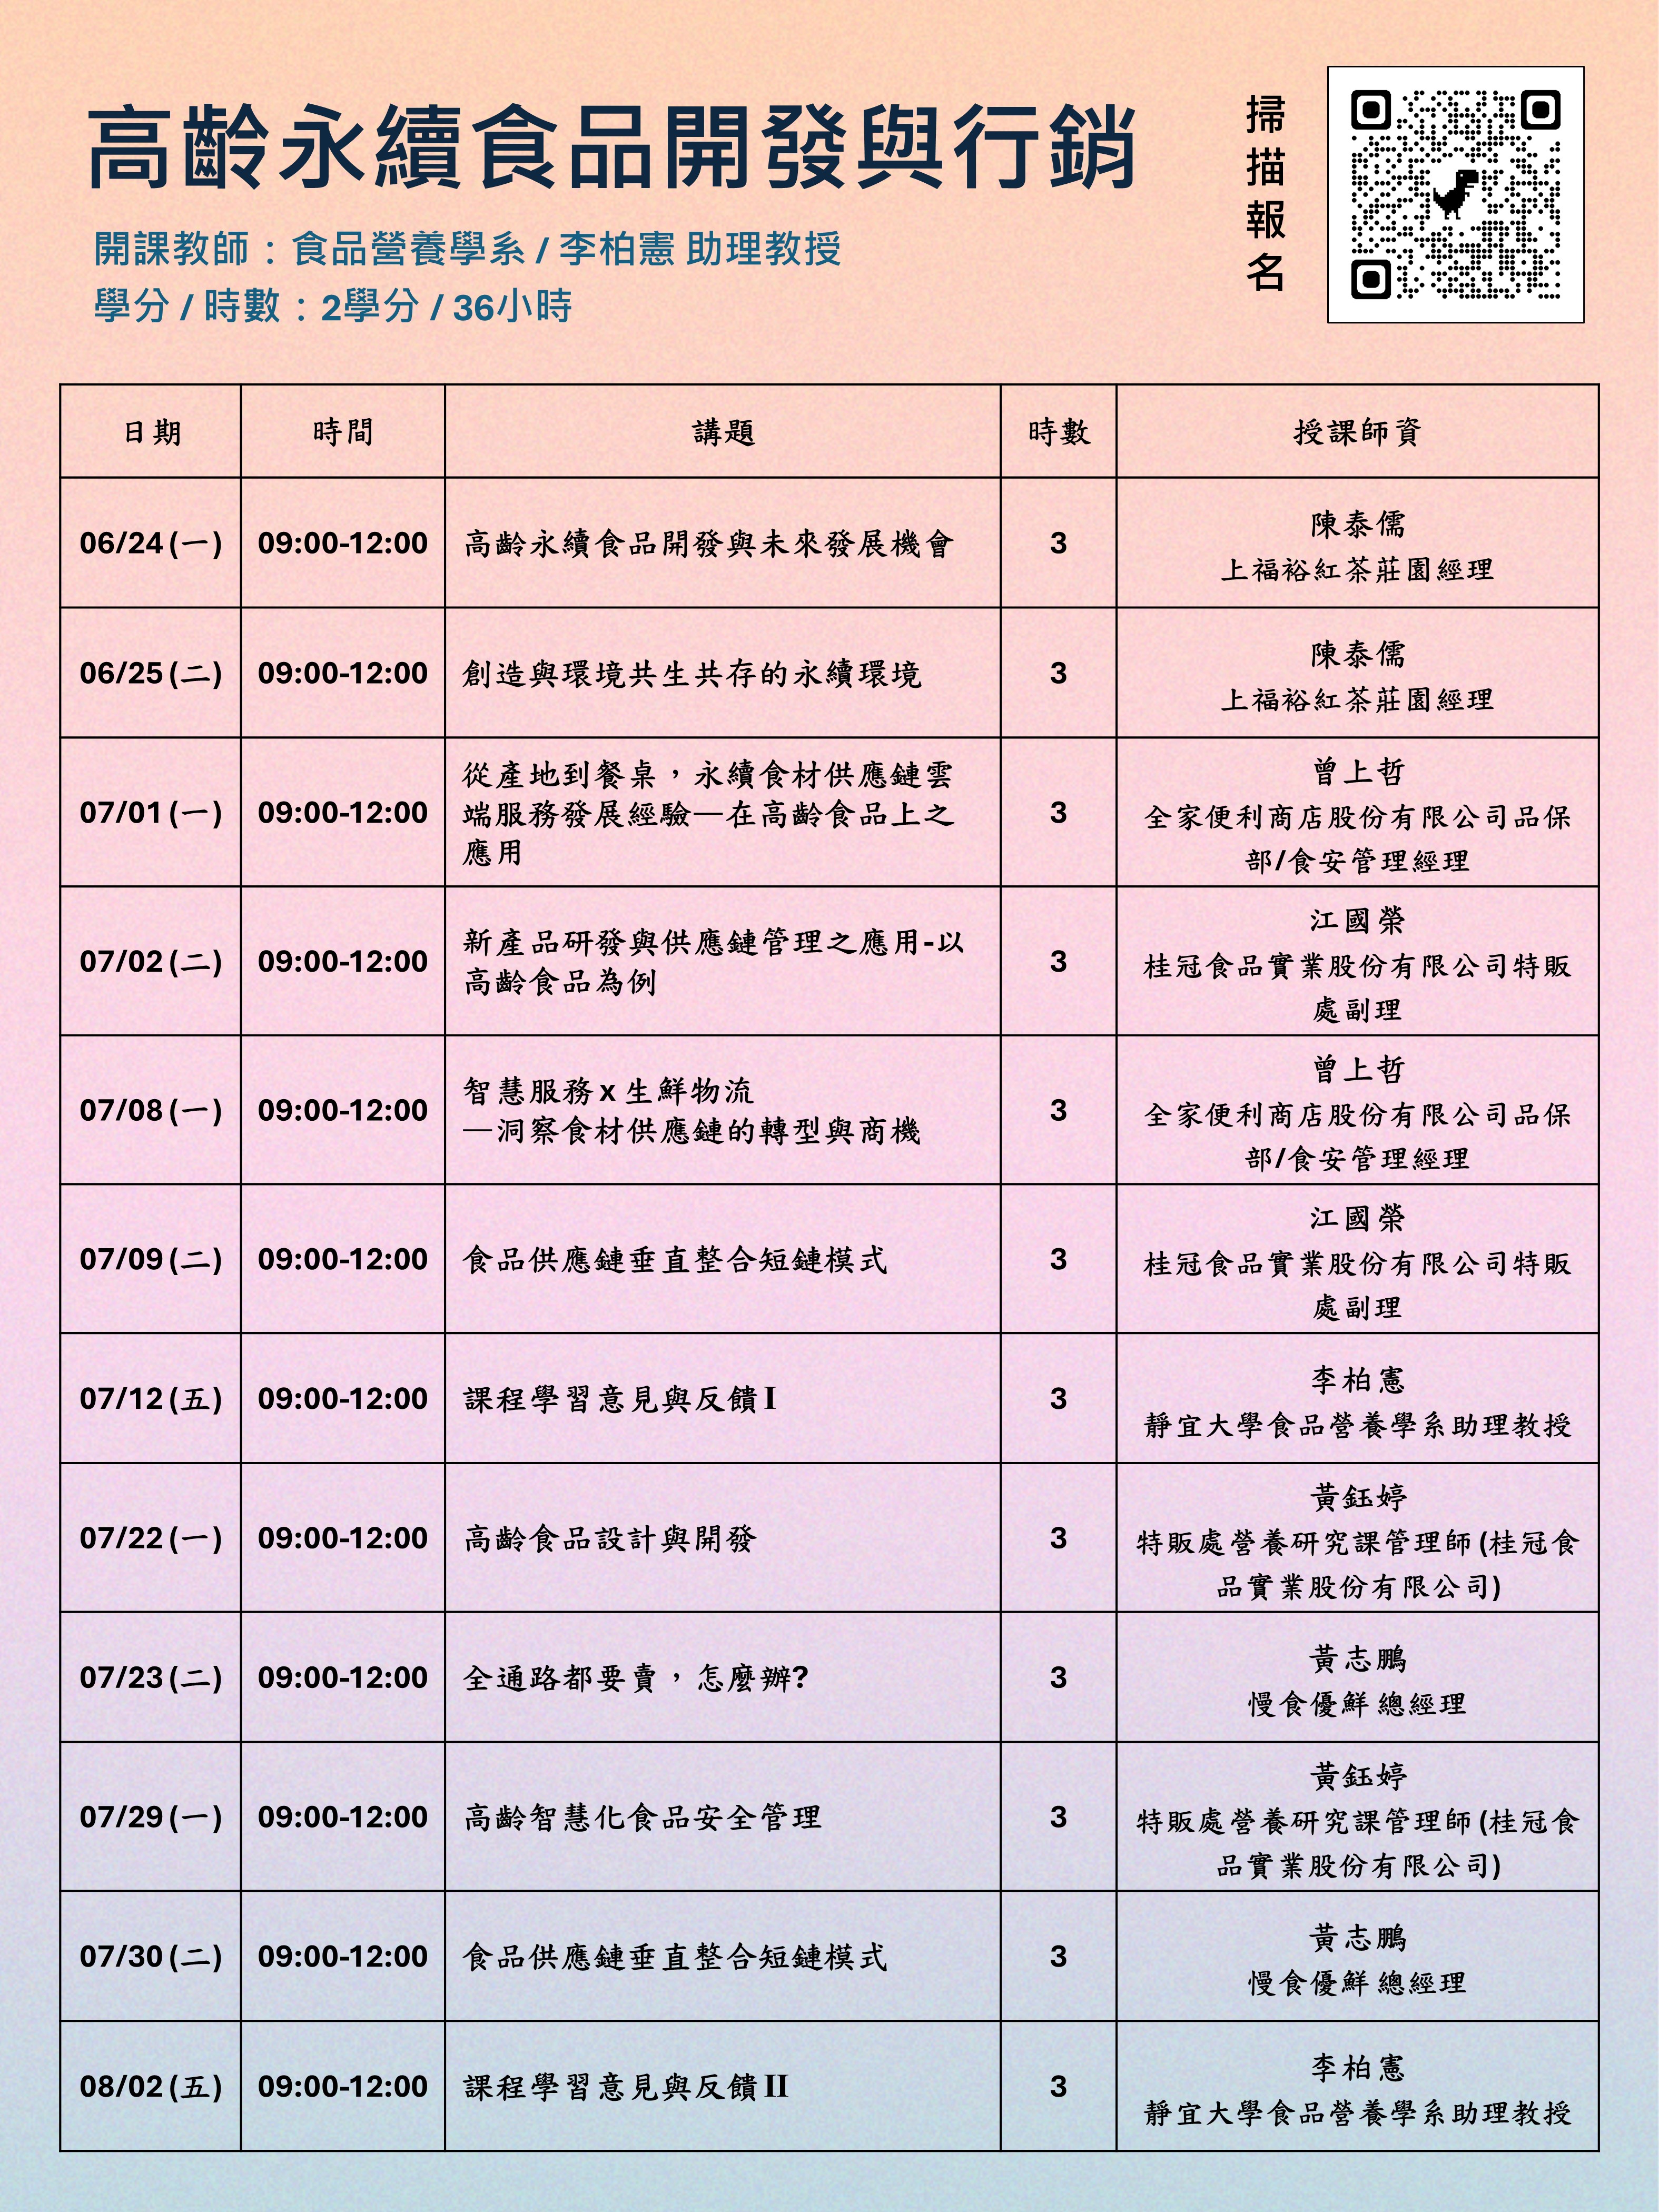 高齡永續食品開發與行銷
開課教師：食品營養學系 / 李柏憲 助理教授
學分 / 時數：2學分 / 36小時
掃描報名
日期 時間 講題 時數 授課師資
06/24(一) 09:00-12:00 高齡永續食品開發與未來發展機會 3 陳泰儒
上福裕紅茶莊園經理
06/25(二) 09:00-12:00 創造與環境共生共存的永續環境 3 陳泰儒
上福裕紅茶莊園經理
07/01(一) 09:00-12:00 從產地到餐桌，永續食材供應鏈雲
端服務發展經驗—在高齡食品上之
應用
3
曾上哲
全家便利商店股份有限公司品保
部/食安管理經理
07/02(二) 09:00-12:00 新產品研發與供應鏈管理之應用-以
高齡食品為例
3
江國榮
桂冠食品實業股份有限公司特販
處副理
07/08(一) 09:00-12:00 智慧服務x生鮮物流
—洞察食材供應鏈的轉型與商機
3
曾上哲
全家便利商店股份有限公司品保
部/食安管理經理
07/09(二) 09:00-12:00 食品供應鏈垂直整合短鏈模式 3 江國榮
桂冠食品實業股份有限公司特販
處副理
07/12(五) 09:00-12:00 課程學習意見與反饋I 3 李柏憲
靜宜大學食品營養學系助理教授
07/22(一) 09:00-12:00 高齡食品設計與開發 3 黃鈺婷
特販處營養研究課管理師(桂冠食
品實業股份有限公司)
07/23(二) 09:00-12:00 全通路都要賣，怎麼辦? 3 黃志鵬
慢食優鮮 總經理
07/29(一) 09:00-12:00 高齡智慧化食品安全管理 3 黃鈺婷
特販處營養研究課管理師(桂冠食
品實業股份有限公司)
07/30(二) 09:00-12:00 食品供應鏈垂直整合短鏈模式 3 黃志鵬
慢食優鮮 總經理
08/02(五) 09:00-12:00 課程學習意見與反饋II 3 李柏憲
靜宜大學食品營養學系助理教授